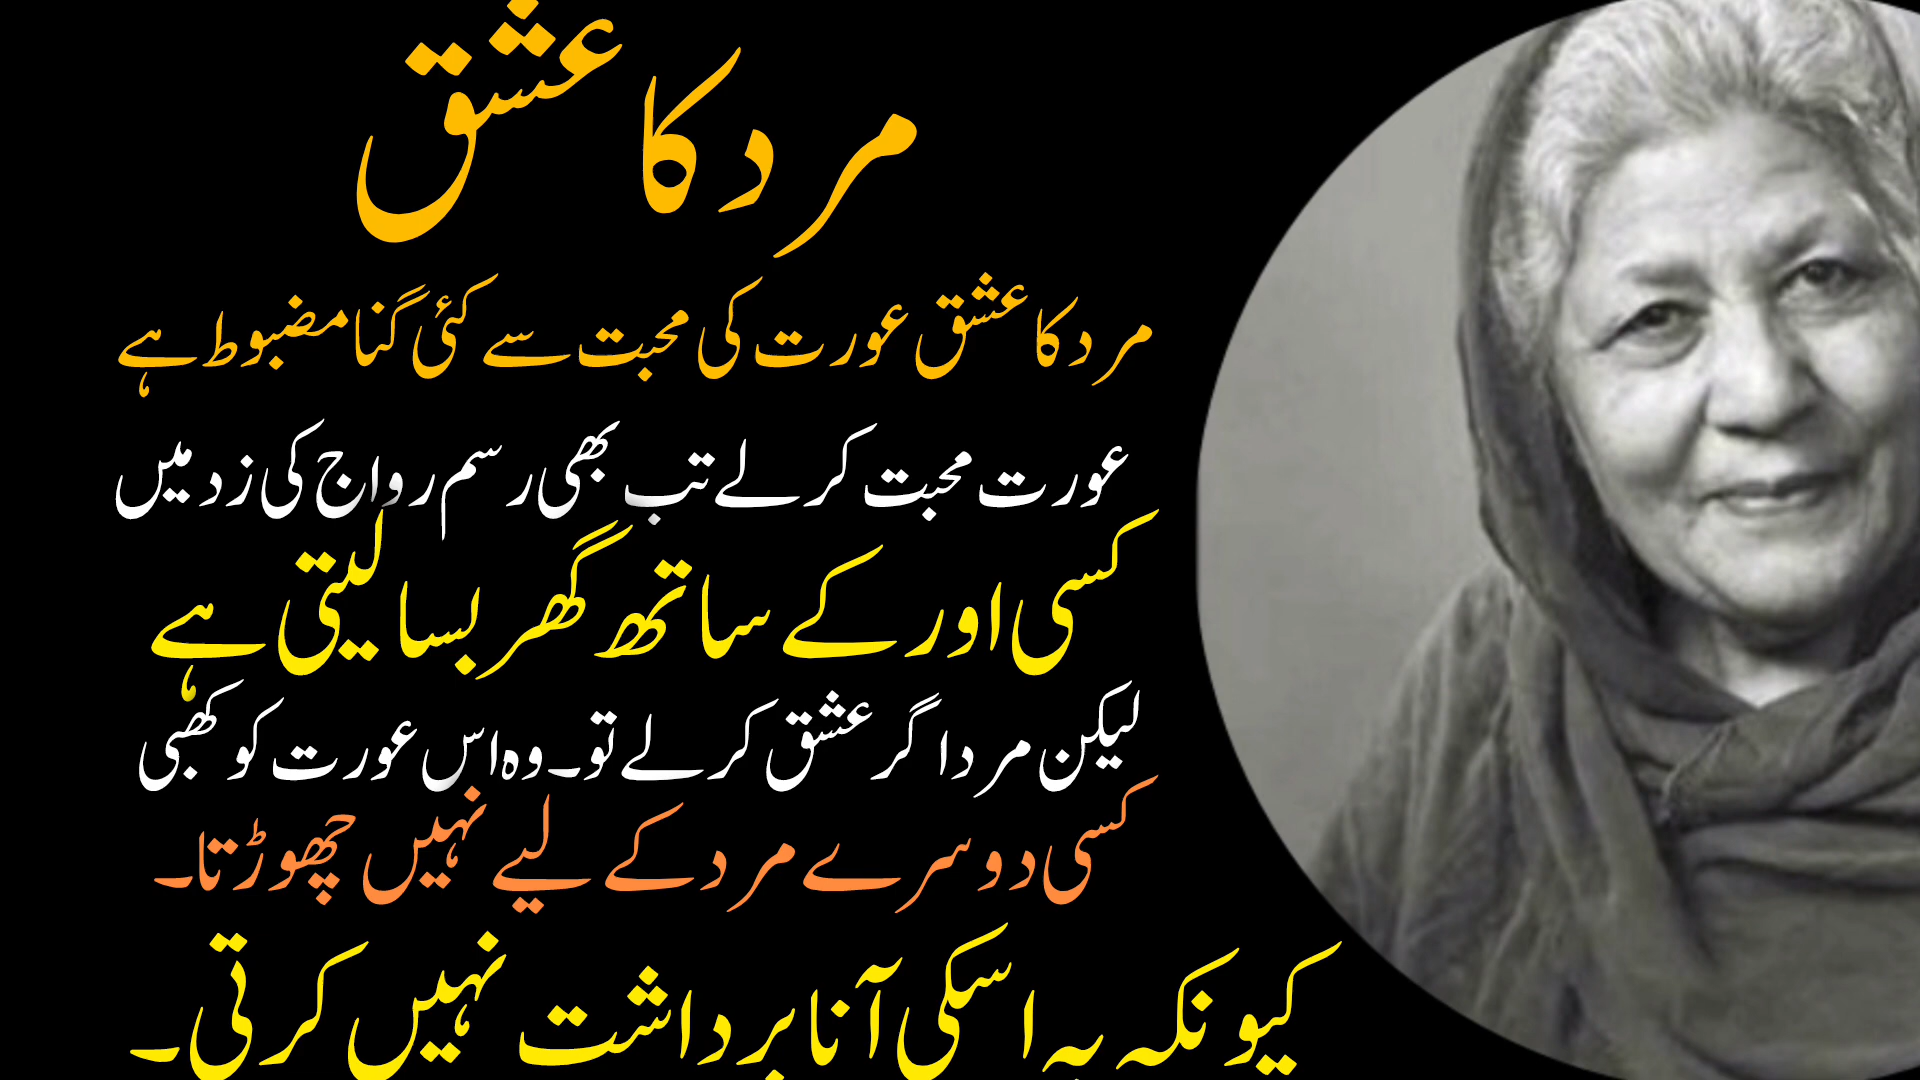 مرد کا عشق
مرد کا عشق عورت کی محبت سے کئی گنا مضبوط ہے
عورت محبت کر لے تب بھی رسم رواج کی زد میں
کسی اور کے ساتھ گھر بسا لیتی ہے
لیکن مرد اگر عشق کر لے تو۔ وہ اس عورت کو کھبی
کسی دوسرے مرد کے لیے نہیں چھوڑتا۔
کیونکہ یہ اسکی آنا برداشت نہیں کرتی۔